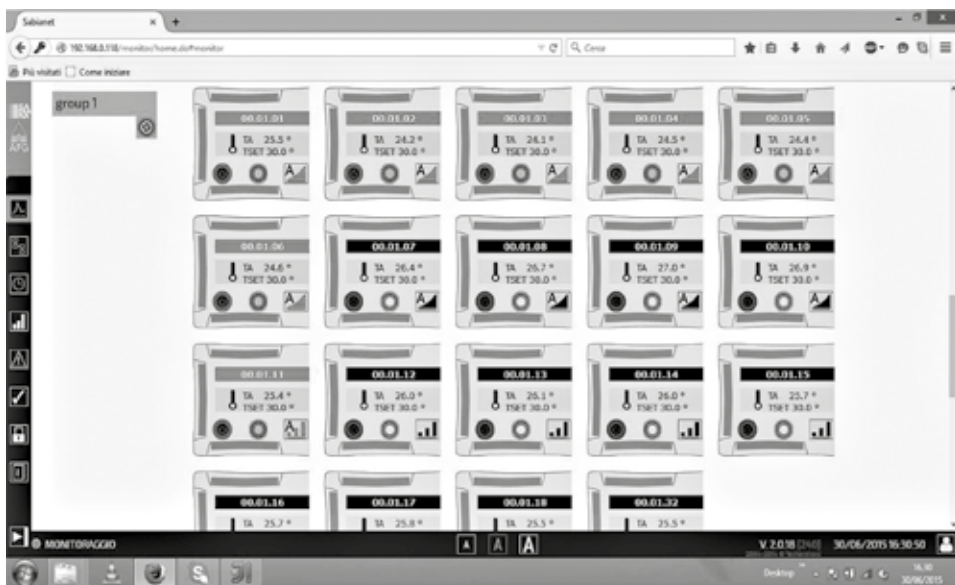 Sabianet
192.168.0.118/monitor/home.do#monitor
Cerca
Più visitati Come iniziare
group 1
00.01.01 00.01.02 00.01.03 00.01.04 00.01.05
TA 25.5 ° TA 24.2 ° TA 24.1 ° TA 24.5 ° TA 24.4 °
TSET 30.0 ° TSET 30.0 ° TSET 30.0 ° TSET 30.0 ° TSET 30.0 °
A A A A A
00.01.06 00.01.07 00.01.08 00.01.09 00.01.10
TA 24.6 ° TA 26.4 ° TA 26.7 ° TA 27.0 ° TA 26.9 °
TSET 30.0 ° TSET 30.0 ° TSET 30.0 ° TSET 30.0 ° TSET 30.0 °
A A A A A
00.01.11 00.01.12 00.01.13 00.01.14 00.01.15
TA 25.4 ° TA 26.0 ° TA 26.1 ° TA 26.0 ° TA 25.7 °
TSET 30.0 ° TSET 30.0 ° TSET 30.0 ° TSET 30.0 ° TSET 30.0 °
A
00.01.16 00.01.17 00.01.18 00.01.32
TA 25.7 ° TA 25.8 ° TA 25.5 ° TA 25.5 °
MONITORAGGIO A A A V. 2.0.18 30/06/2015 16:30:50
Desktop 16.30
30/06/2015